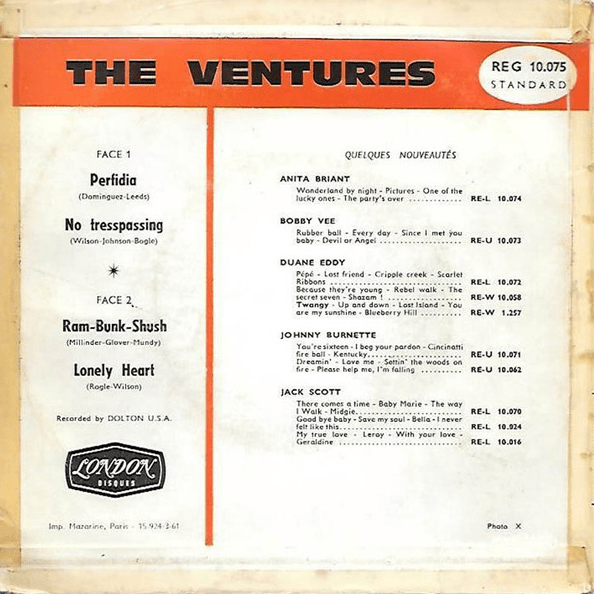 THE VENTURES
REG 10.075
STANDARD
FACE 1
Perfidia
(Dominguez-Leeds)
No tresspassing
(Wilson-Johnson-Bogle)
FACE 2
Ram-Bunk-Shush
(Millinder-Glover-Mundy)
Lonely Heart
(Rogle-Wilson)
Recorded by DOLTON U.S.A.
LONDON
DISQUES
Imp. Mazarine, Paris - 15.924-3-61
QUELQUES NOUVEAUTÉS
ANITA BRIANT
Wonderland by night - Pictures - One of the
lucky ones - The party's over ............ RE-L 10.074
BOBBY VEE
Rubber ball - Every day - Since I met you
baby - Devil or Angel .................... RE-U 10.073
DUANE EDDY
Pépé - Lost friend - Cripple creek - Scarlet
Ribbons .................................. RE-L 10.072
Because they're young - Rebel walk - The
secret seven - Shazam ! .................. RE-W 10.058
Twangy - Up and down - Last Island - You
are my sunshine - Blueberry Hill ......... RE-W 1.257
JOHNNY BURNETTE
You're sixteen - I beg your pardon - Cincinatti
fire ball - Kentucky...................... RE-U 10.071
Dreamin' - Love me - Settin' the woods on
fire - Please help me, I'm falling ....... RE-U 10.062
JACK SCOTT
There comes a time - Baby Marie - The way
I Walk - Midgie........................... RE-L 10.070
Good bye baby - Save my soul - Bella - I never
felt like this............................ RE-L 10.924
My true love - Leroy - With your love -
Geraldine ................................ RE-L 10.016
Photo X